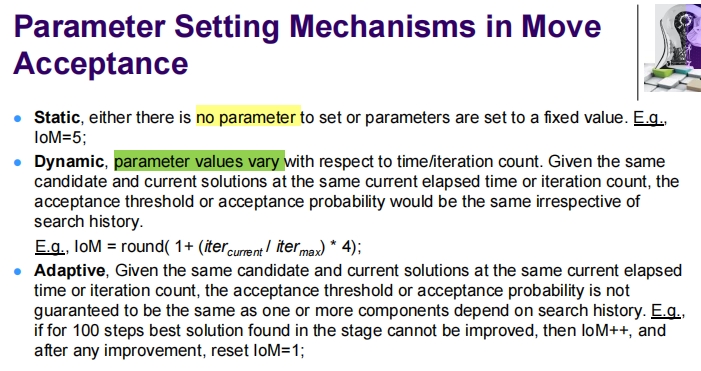 Parameter Setting Mechanisms in Move
Acceptance
● Static, either there is no parameter to set or parameters are set to a fixed value. E.g.,
IoM=5;
● Dynamic, parameter values vary with respect to time/iteration count. Given the same
candidate and current solutions at the same current elapsed time or iteration count, the
acceptance threshold or acceptance probability would be the same irrespective of
search history.
E.g., IoM = round( 1+ (iter_current / iter_max) * 4);
● Adaptive, Given the same candidate and current solutions at the same current elapsed
time or iteration count, the acceptance threshold or acceptance probability is not
guaranteed to be the same as one or more components depend on search history. E.g.,
if for 100 steps best solution found in the stage cannot be improved, then IoM++, and
after any improvement, reset IoM=1;